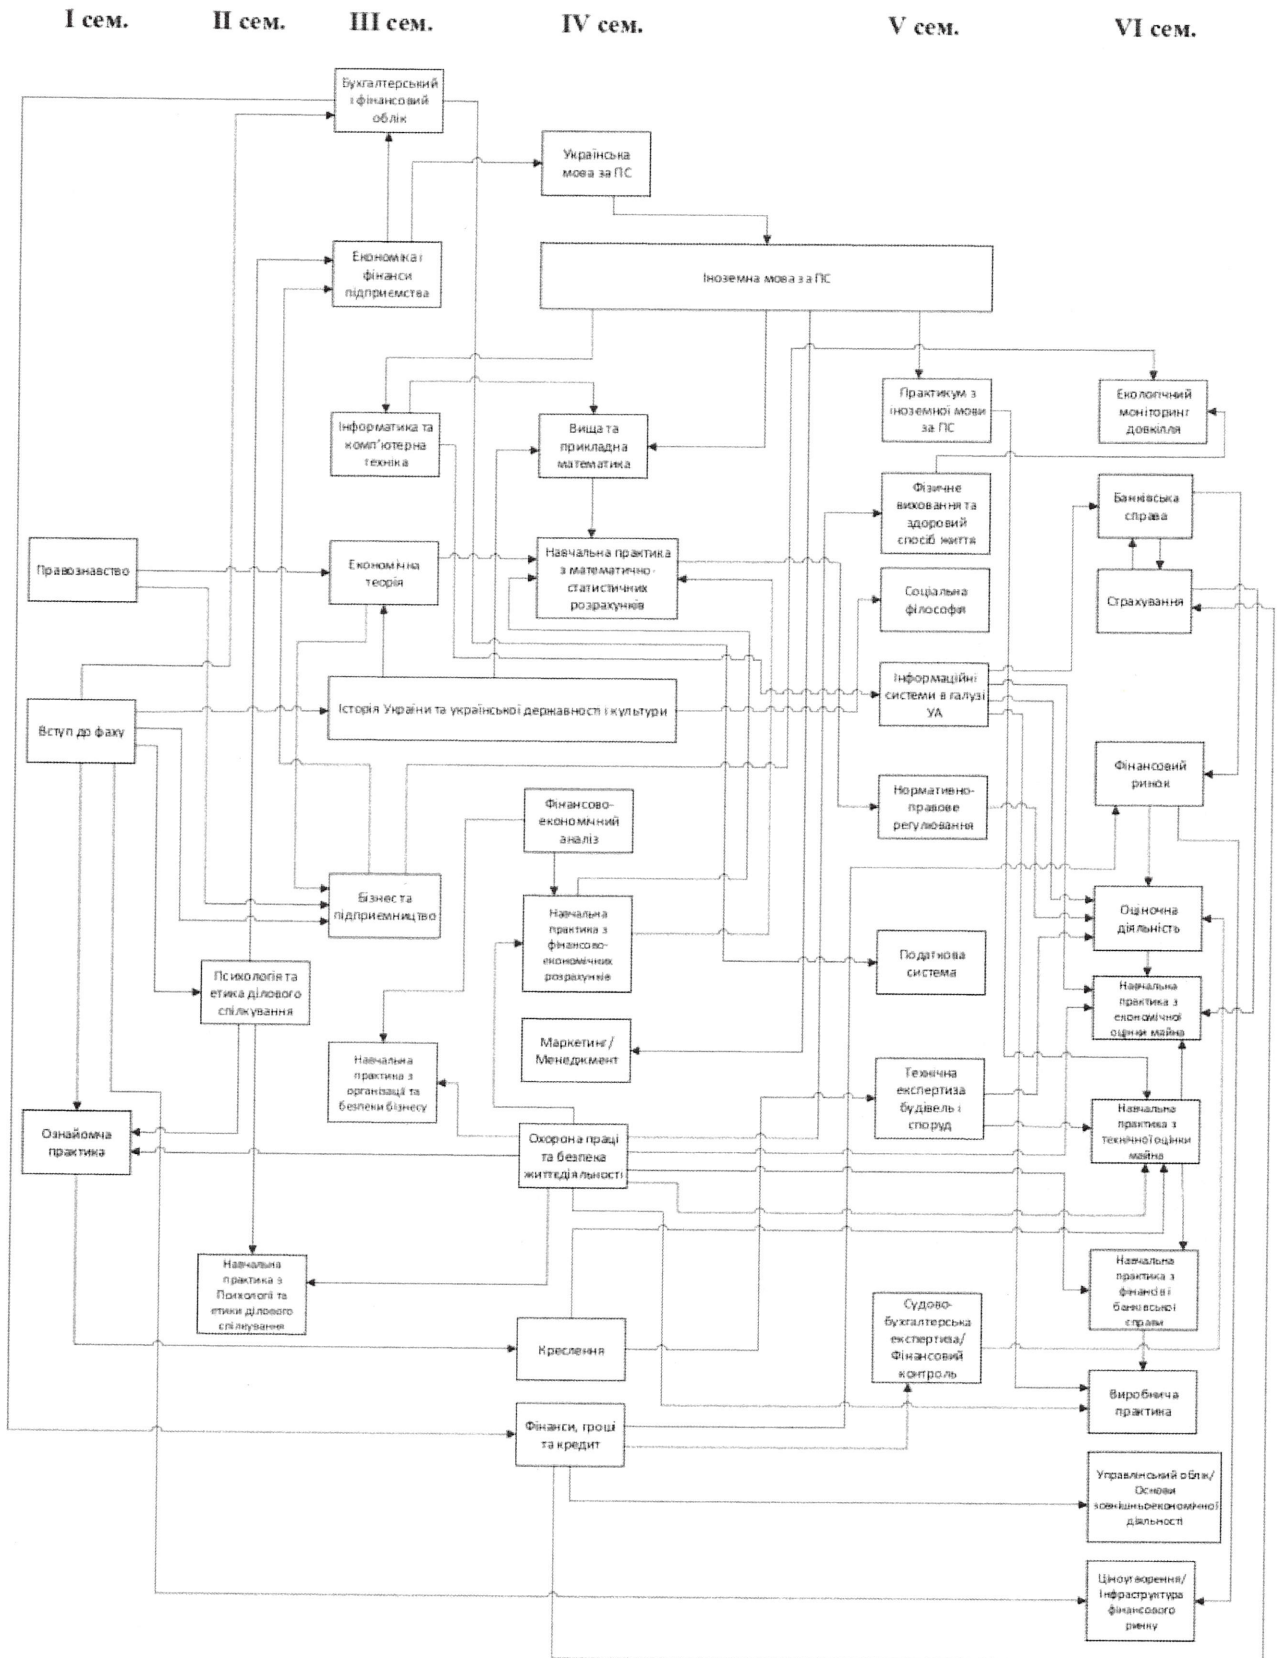 I сем. II сем. III сем. IV сем. V сем. VI сем.
Бухгалтерський
і фінансовий
облік
Українська
мова за ПС
Економіка і
фінанси
підприємства
Іноземна мова за ПС
Інформатика та
комп'ютерна
техніка
Вища та
прикладна
математика
Практикум з
іноземної мови
за ПС
Екологічний
моніторинг
довкілля
Фізичне
виховання та
здоровий
спосіб життя
Банківська
справа
Правознавство
Економічна
теорія
Навчальна практика
з математично-
статистичних
розрахунків
Соціальна
філософія
Страхування
Вступ до фаху
Історія України та української державності і культури
Інформаційні
системи в галузі
УА
Фінансовий
ринок
Фінансово-
економічний
аналіз
Нормативно-
правове
регулювання
Бізнес та
підприємництво
Навчальна
практика з
фінансово-
економічних
розрахунків
Оціночна
діяльність
Податкова
система
Психологія та
етика ділового
спілкування
Навчальна
практика з
економічної
оцінки майна
Навчальна
практика з
організації та
безпеки бізнесу
Маркетинг/
Менеджмент
Технічна
експертиза
будівель і
споруд
Навчальна
практика з
технічної оцінки
майна
Ознайомча
практика
Охорона праці
та безпека
життєдіяльності
Навчальна
практика з
Психології та
етики ділового
спілкування
Навчальна
практика з
фінансів і
банківської
справи
Креслення
Судово-
бухгалтерська
експертиза/
Фінансовий
контроль
Виробнича
практика
Фінанси, гроші
та кредит
Управлінський облік/
Основи
зовнішньоекономічної
діяльності
Ціноутворення/
Інфраструктура
фінансового
ринку